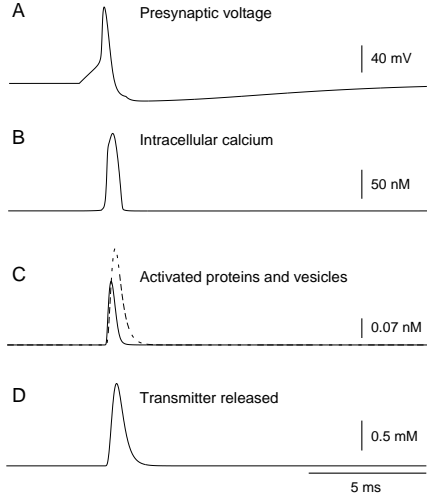 A Presynaptic voltage
40 mV
B Intracellular calcium
50 nM
C Activated proteins and vesicles
0.07 nM
D Transmitter released
0.5 mM
5 ms